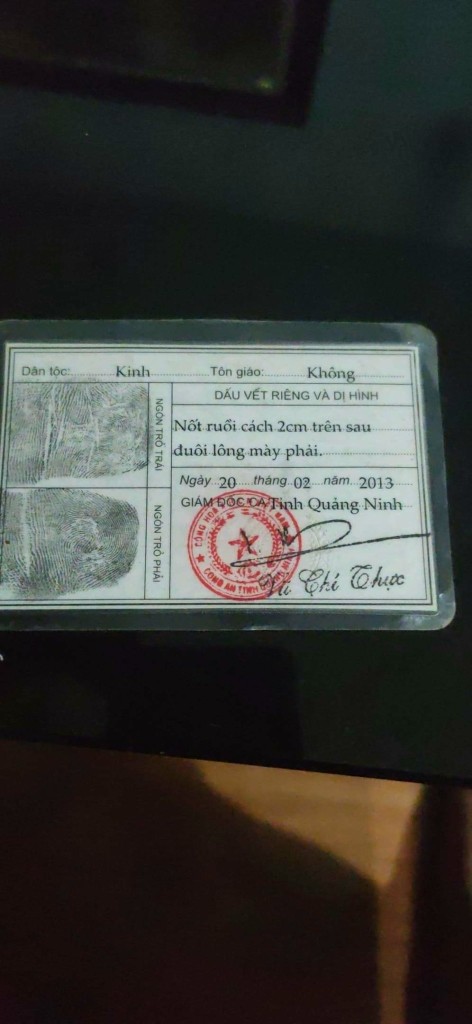 Dân tộc: Kinh Tôn giáo: Không
DẤU VẾT RIÊNG VÀ DỊ HÌNH
NGÓN TRỎ TRÁI
Nốt ruồi cách 2cm trên sau
đuôi lông mày phải.
Ngày 20 tháng 02 năm 2013
GIÁM ĐỐC CA Tỉnh Quảng Ninh
NGÓN TRỎ PHẢI
Vũ Chí Thực